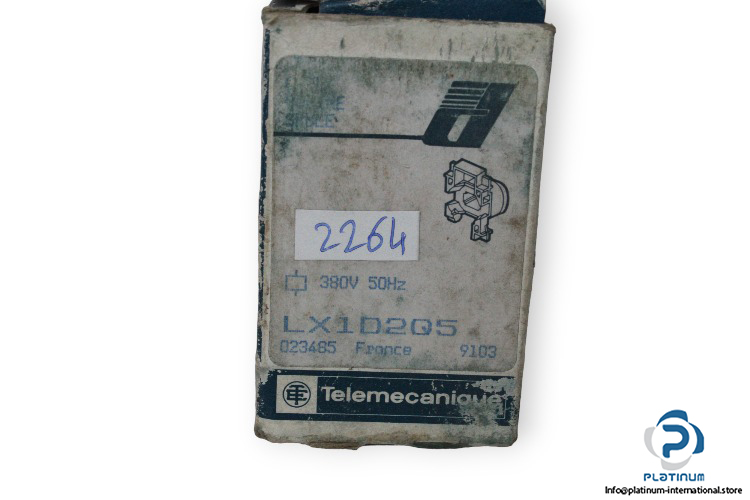 2264
380V 50Hz
LX1D2Q5
023485 France 9103
Telemecanique
PLATINUM
Info@platinum-international.store